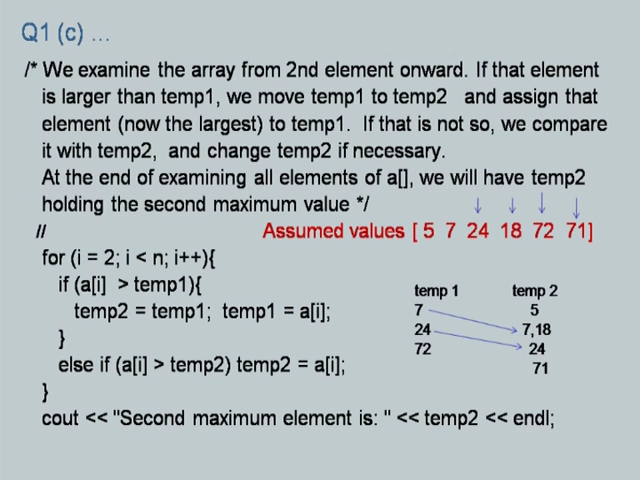 Q1 (c) ...
/* We examine the array from 2nd element onward. If that element
is larger than temp1, we move temp1 to temp2 and assign that
element (now the largest) to temp1. If that is not so, we compare
it with temp2, and change temp2 if necessary.
At the end of examining all elements of a[], we will have temp2
holding the second maximum value */
// Assumed values [ 5 7 24 18 72 71]
for (i = 2; i < n; i++){
if (a[i] > temp1){
temp2 = temp1; temp1 = a[i];
}
else if (a[i] > temp2) temp2 = a[i];
}
cout << "Second maximum element is: " << temp2 << endl;
temp 1 temp 2
7 5
24 7,18
72 24
71